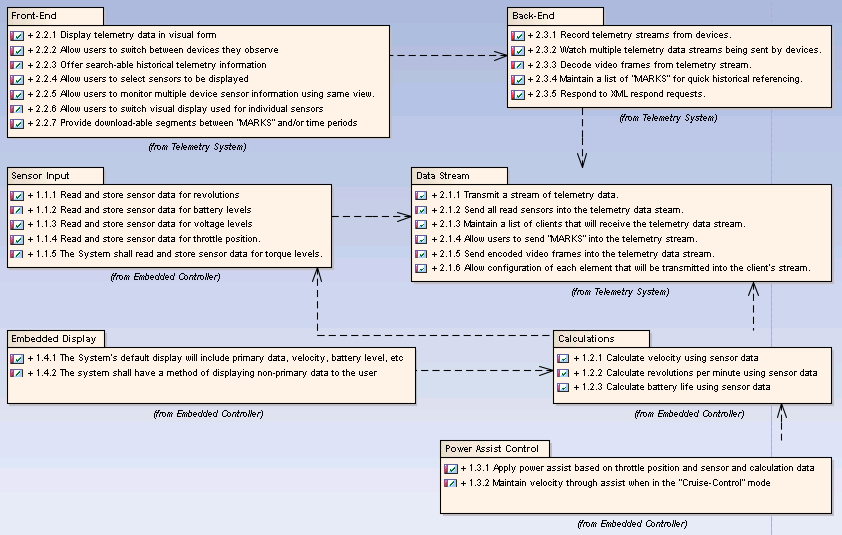 Front-End
+ 2.2.1 Display telemetry data in visual form
+ 2.2.2 Allow users to switch between devices they observe
+ 2.2.3 Offer search-able historical telemetry information
+ 2.2.4 Allow users to select sensors to be displayed
+ 2.2.5 Allow users to monitor multiple device sensor information using same view.
+ 2.2.6 Allow users to switch visual display used for individual sensors
+ 2.2.7 Provide download-able segments between "MARKS" and/or time periods
(from Telemetry System)
Back-End
+ 2.3.1 Record telemetry streams from devices.
+ 2.3.2 Watch multiple telemetry data streams being sent by devices.
+ 2.3.3 Decode video frames from telemetry stream.
+ 2.3.4 Maintain a list of "MARKS" for quick historical referencing.
+ 2.3.5 Respond to XML respond requests.
(from Telemetry System)
Sensor Input
+ 1.1.1 Read and store sensor data for revolutions
+ 1.1.2 Read and store sensor data for battery levels
+ 1.1.3 Read and store sensor data for voltage levels
+ 1.1.4 Read and store sensor data for throttle position.
+ 1.1.5 The System shall read and store sensor data for torque levels.
(from Embedded Controller)
Data Stream
+ 2.1.1 Transmit a stream of telemetry data.
+ 2.1.2 Send all read sensors into the telemetry data steam.
+ 2.1.3 Maintain a list of clients that will receive the telemetry data stream.
+ 2.1.4 Allow users to send "MARKS" into the telemetry stream.
+ 2.1.5 Send encoded video frames into the telemetry data stream.
+ 2.1.6 Allow configuration of each element that will be transmitted into the client's stream.
(from Telemetry System)
Embedded Display
+ 1.4.1 The System's default display will include primary data, velocity, battery level, etc
+ 1.4.2 The system shall have a method of displaying non-primary data to the user
(from Embedded Controller)
Calculations
+ 1.2.1 Calculate velocity using sensor data
+ 1.2.2 Calculate revolutions per minute using sensor data
+ 1.2.3 Calculate battery life using sensor data
(from Embedded Controller)
Power Assist Control
+ 1.3.1 Apply power assist based on throttle position and sensor and calculation data
+ 1.3.2 Maintain velocity through assist when in the "Cruise-Control" mode
(from Embedded Controller)